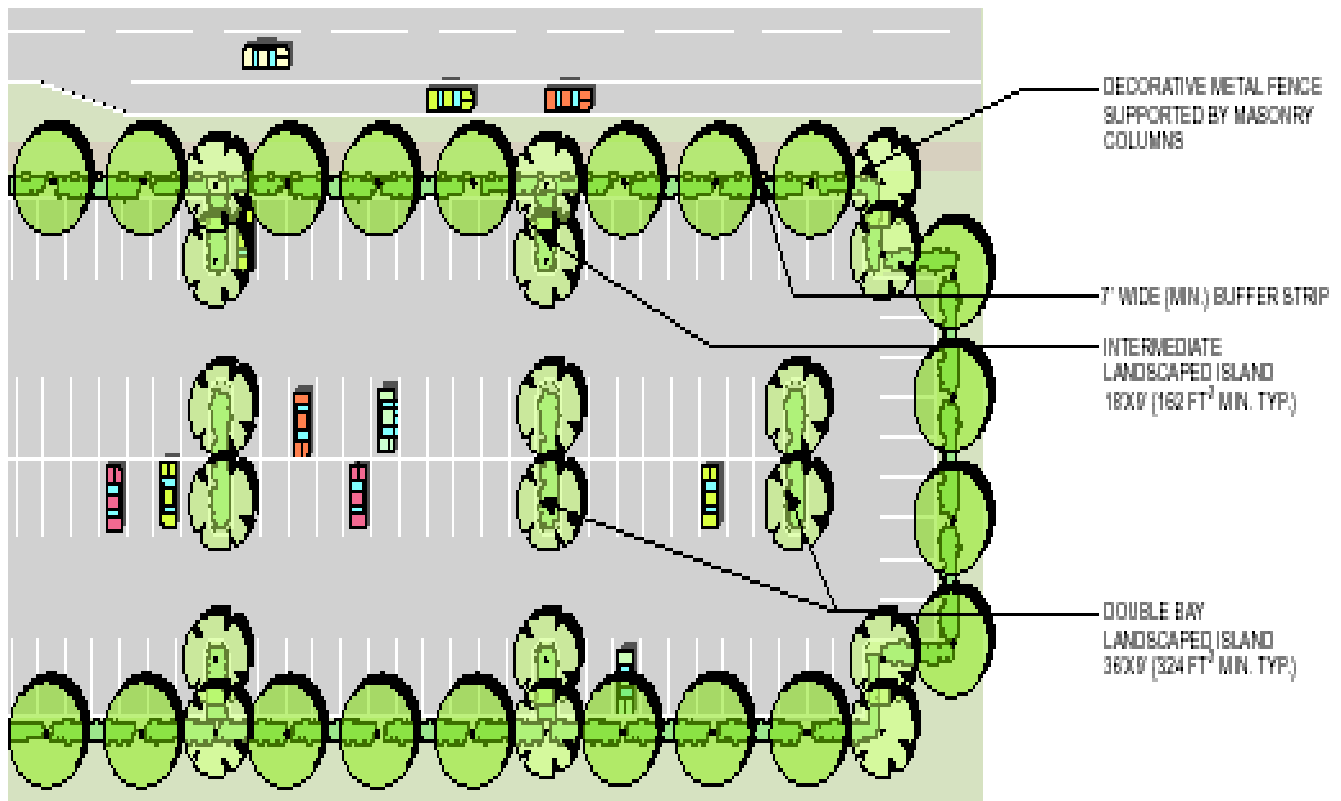 DECORATIVE METAL FENCE
SUPPORTED BY MASONRY
COLUMNS
7' WIDE (MIN.) BUFFER STRIP
INTERMEDIATE
LANDSCAPED ISLAND
18'X9' (162 FT² MIN. TYP.)
DOUBLE BAY
LANDSCAPED ISLAND
36'X9' (324 FT² MIN. TYP.)